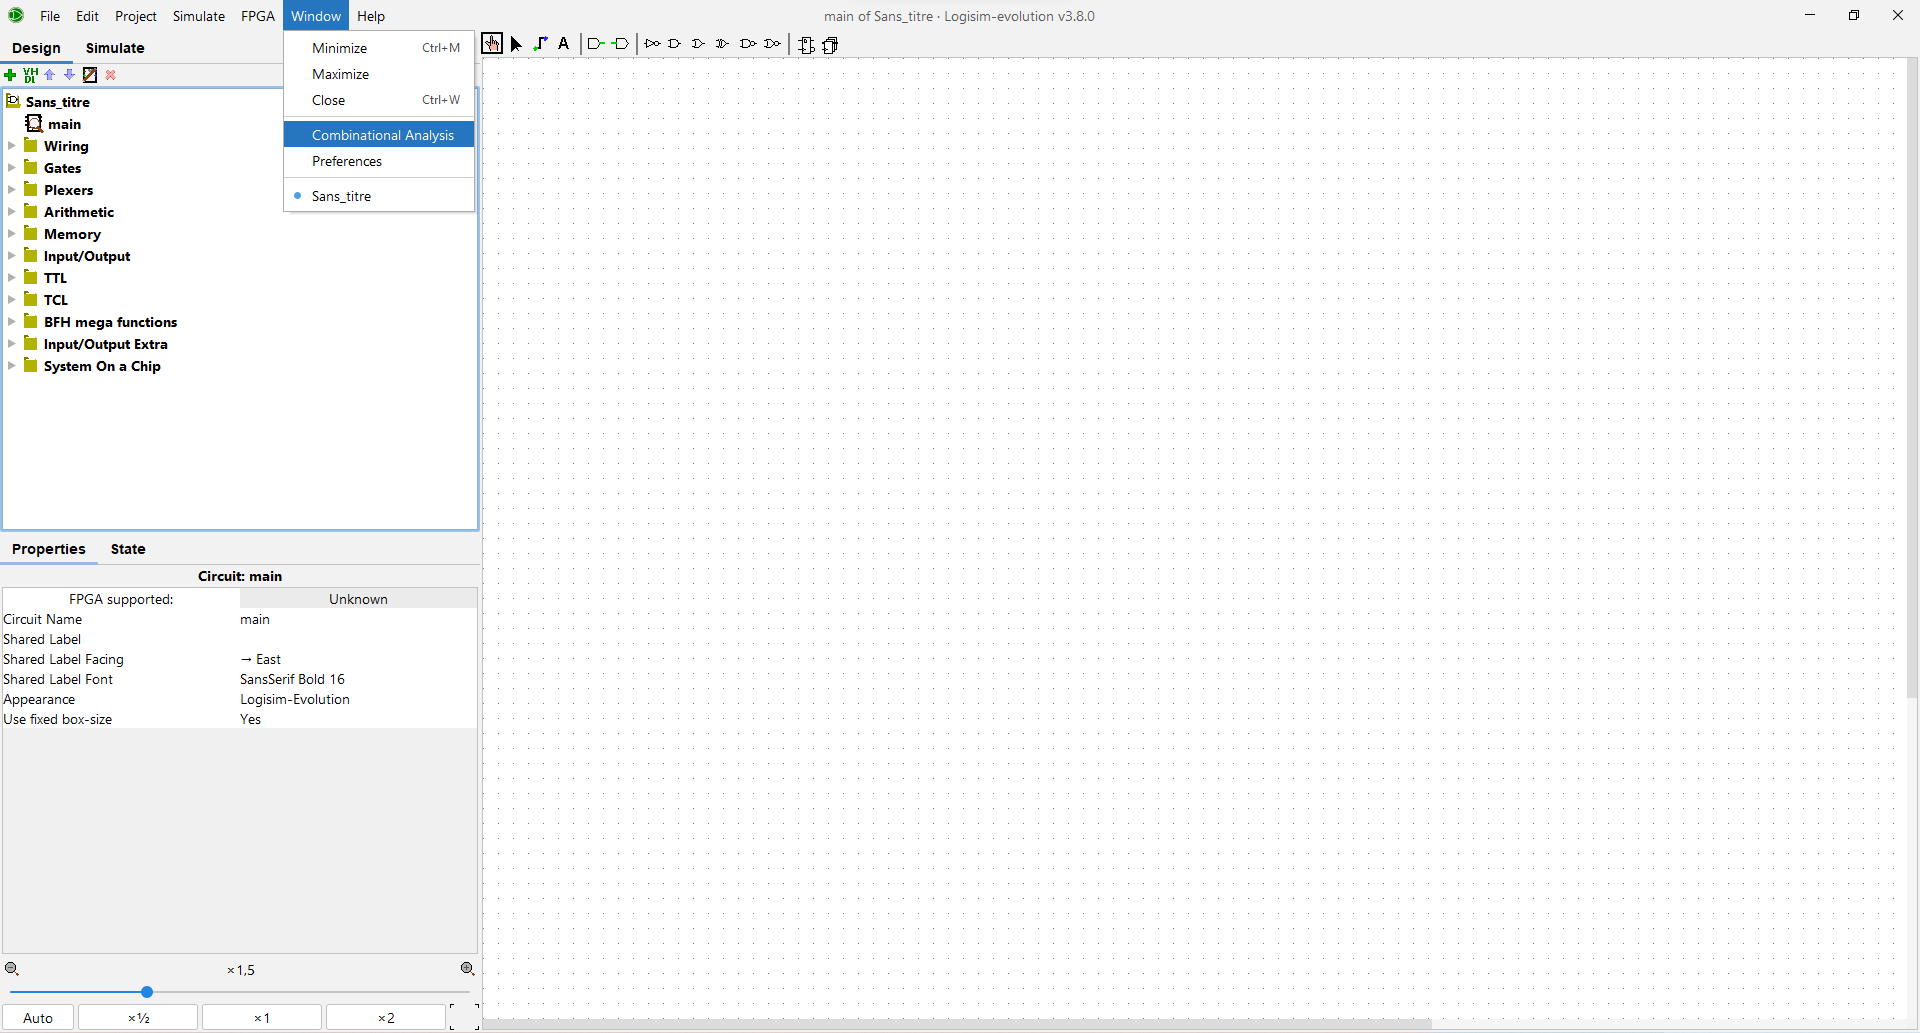 File Edit Project Simulate FPGA Window Help
main of Sans_titre · Logisim-evolution v3.8.0
Design Simulate
VH
DL
A
Minimize Ctrl+M
Maximize
Close Ctrl+W
Combinational Analysis
Preferences
Sans_titre
Sans_titre
main
Wiring
Gates
Plexers
Arithmetic
Memory
Input/Output
TTL
TCL
BFH mega functions
Input/Output Extra
System On a Chip
Properties State
Circuit: main
FPGA supported: Unknown
Circuit Name main
Shared Label
Shared Label Facing → East
Shared Label Font SansSerif Bold 16
Appearance Logisim-Evolution
Use fixed box-size Yes
×1,5
Auto ×½ ×1 ×2